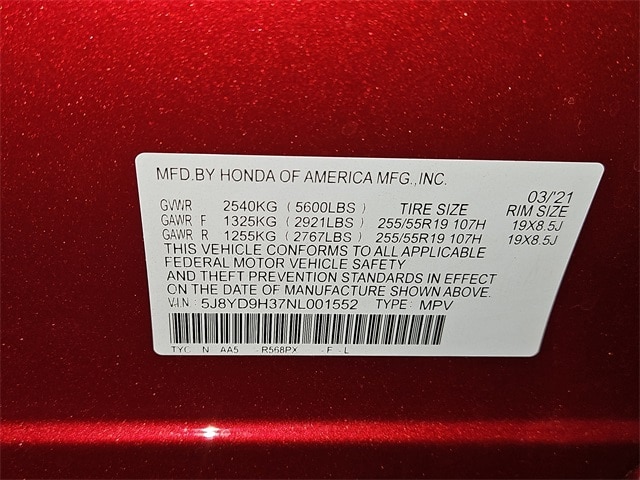 MFD.BY HONDA OF AMERICA MFG.,INC.
03/'21
GVWR 2540KG (5600LBS) TIRE SIZE RIM SIZE
GAWR F 1325KG (2921LBS) 255/55R19 107H 19X8.5J
GAWR R 1255KG (2767LBS) 255/55R19 107H 19X8.5J
THIS VEHICLE CONFORMS TO ALL APPLICABLE
FEDERAL MOTOR VEHICLE SAFETY
AND THEFT PREVENTION STANDARDS IN EFFECT
ON THE DATE OF MANUFACTURE SHOWN ABOVE.
V.I.N: 5J8YD9H37NL001552 TYPE: MPV
TYC N AA5 - R568PX - F - L